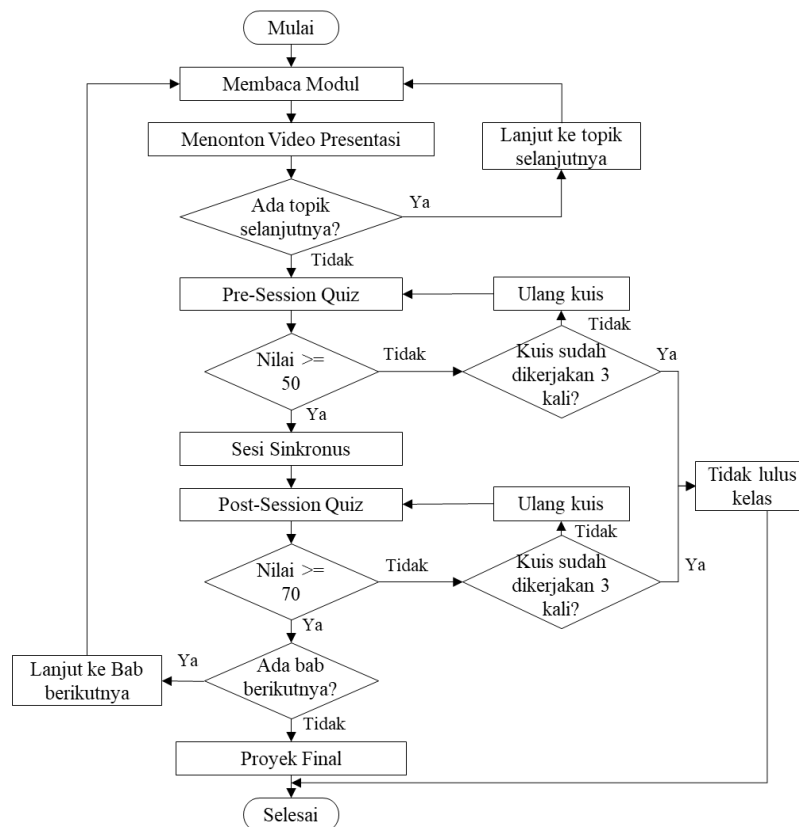 Mulai
Membaca Modul
Menonton Video Presentasi
Lanjut ke topik
selanjutnya
Ada topik
selanjutnya?
Ya
Tidak
Pre-Session Quiz
Ulang kuis
Tidak
Nilai >=
50
Tidak
Kuis sudah
dikerjakan 3
kali?
Ya
Ya
Sesi Sinkronus
Tidak lulus
kelas
Post-Session Quiz
Ulang kuis
Tidak
Nilai >=
70
Tidak
Kuis sudah
dikerjakan 3
kali?
Ya
Ya
Lanjut ke Bab
berikutnya
Ya
Ada bab
berikutnya?
Tidak
Proyek Final
Selesai